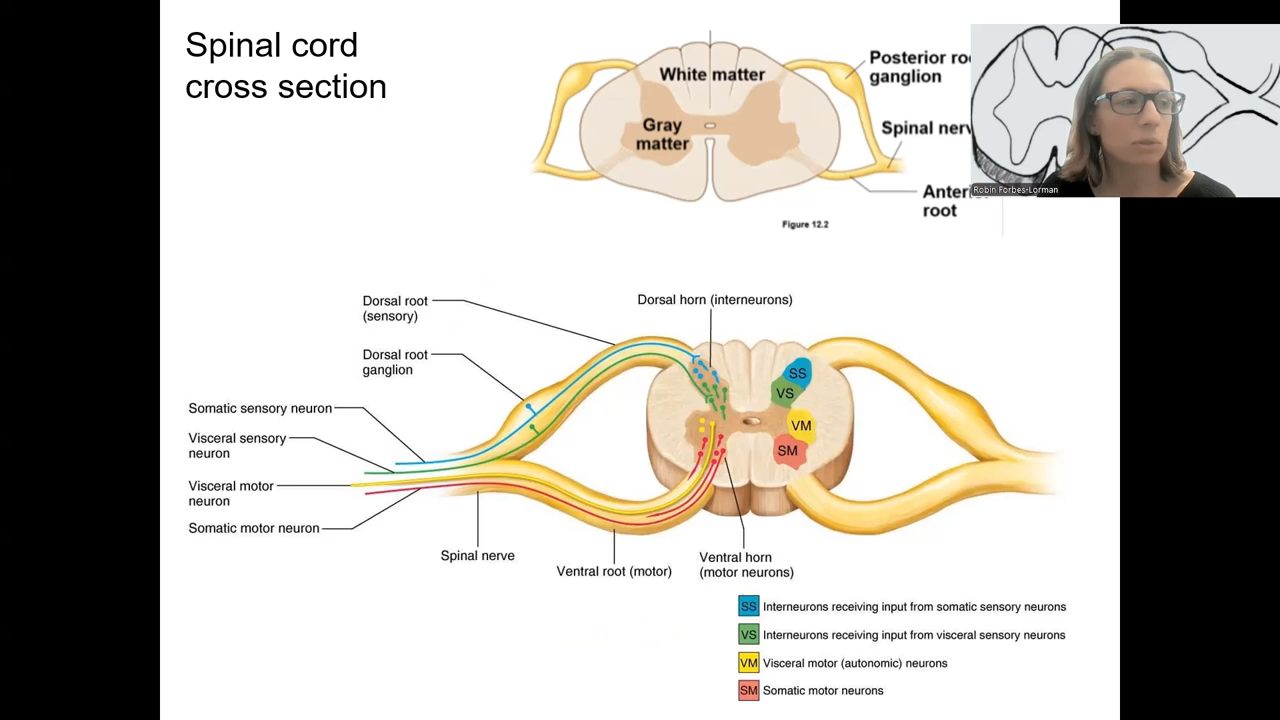 Spinal cord
cross section
White matter
Gray
matter
Posterior
ganglion
Spinal
root
Figure 12.2
Robin Forbes-Lorman
Dorsal root
(sensory)
Dorsal horn (interneurons)
Dorsal root
ganglion
Somatic sensory neuron
Visceral sensory
neuron
Visceral motor
neuron
Somatic motor neuron
SS
VS
VM
SM
Spinal nerve
Ventral root (motor)
Ventral horn
(motor neurons)
SS Interneurons receiving input from somatic sensory neurons
VS Interneurons receiving input from visceral sensory neurons
VM Visceral motor (autonomic) neurons
SM Somatic motor neurons